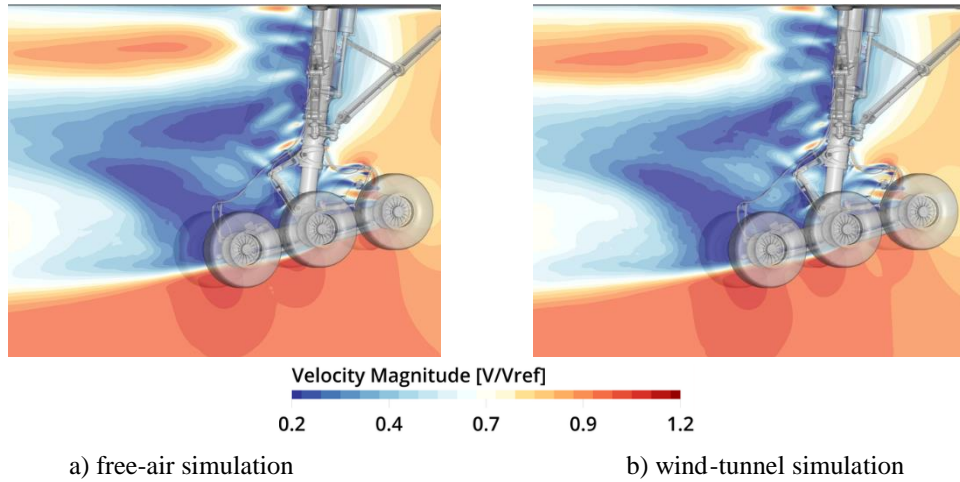 Velocity Magnitude [V/Vref]
0.2 0.4 0.7 0.9 1.2
a) free-air simulation b) wind-tunnel simulation